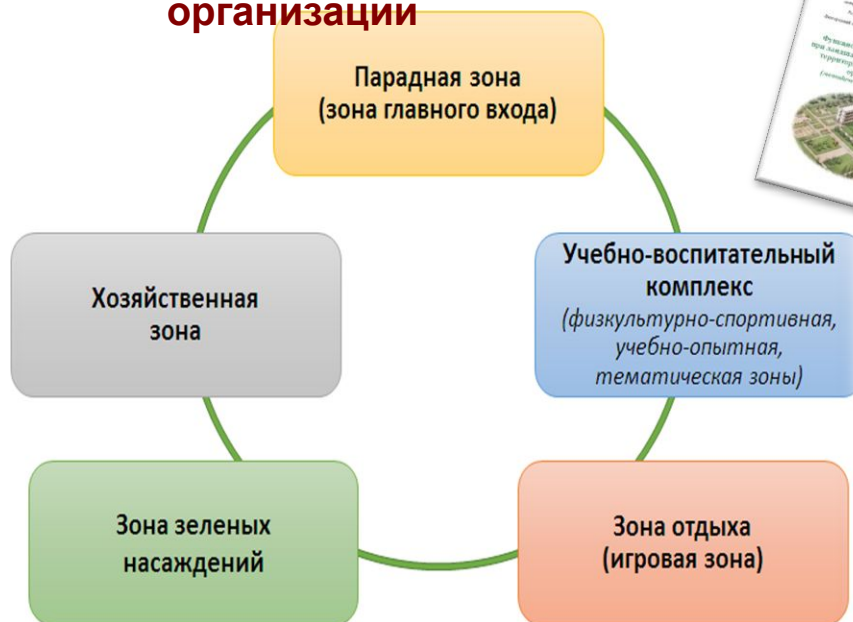 организации
Парадная зона
(зона главного входа)
Учебно-воспитательный
комплекс
(физкультурно-спортивная,
учебно-опытная,
тематическая зоны)
Хозяйственная
зона
Зона зеленых
насаждений
Зона отдыха
(игровая зона)